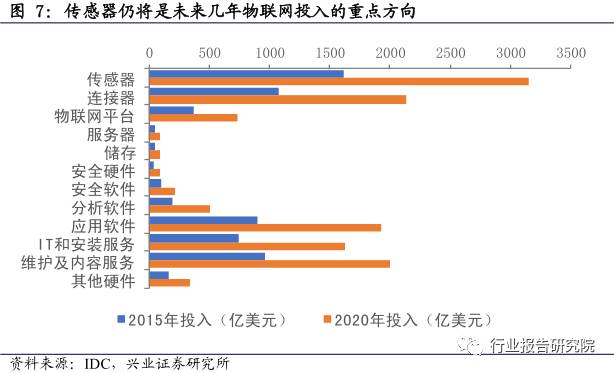 图 7：传感器仍将是未来几年物联网投入的重点方向
0 500 1000 1500 2000 2500 3000 3500
传感器
连接器
物联网平台
服务器
储存
安全硬件
安全软件
分析软件
应用软件
IT和安装服务
维护及内容服务
其他硬件
2015年投入（亿美元） 2020年投入（亿美元）
行业报告研究院
资料来源：IDC，兴业证券研究所